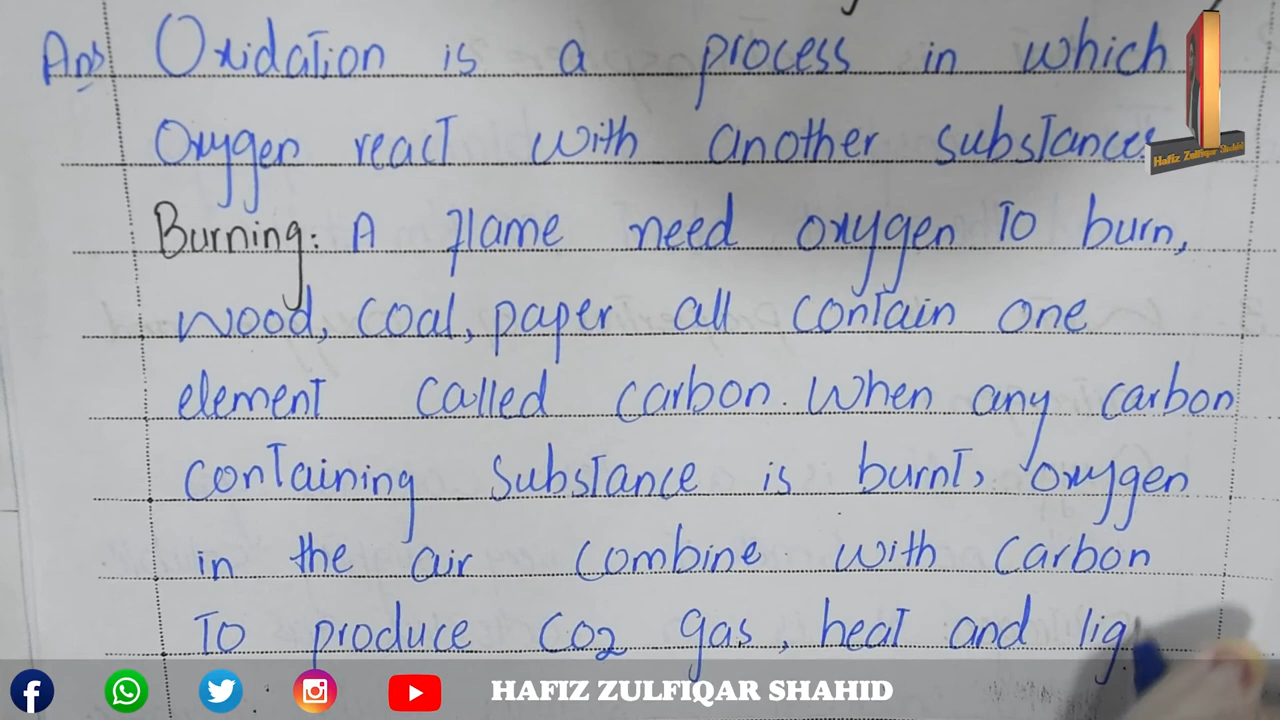 Ans Oxidation is a process in which
Oxygen react with another substances
Burning: A flame need oxygen to burn,
wood, coal, paper all contain one
element called carbon. When any carbon
containing substance is burnt, oxygen
in the air combine with carbon
To produce CO2 gas, heat and lig
Hafiz Zulfiqar Shahid
HAFIZ ZULFIQAR SHAHID